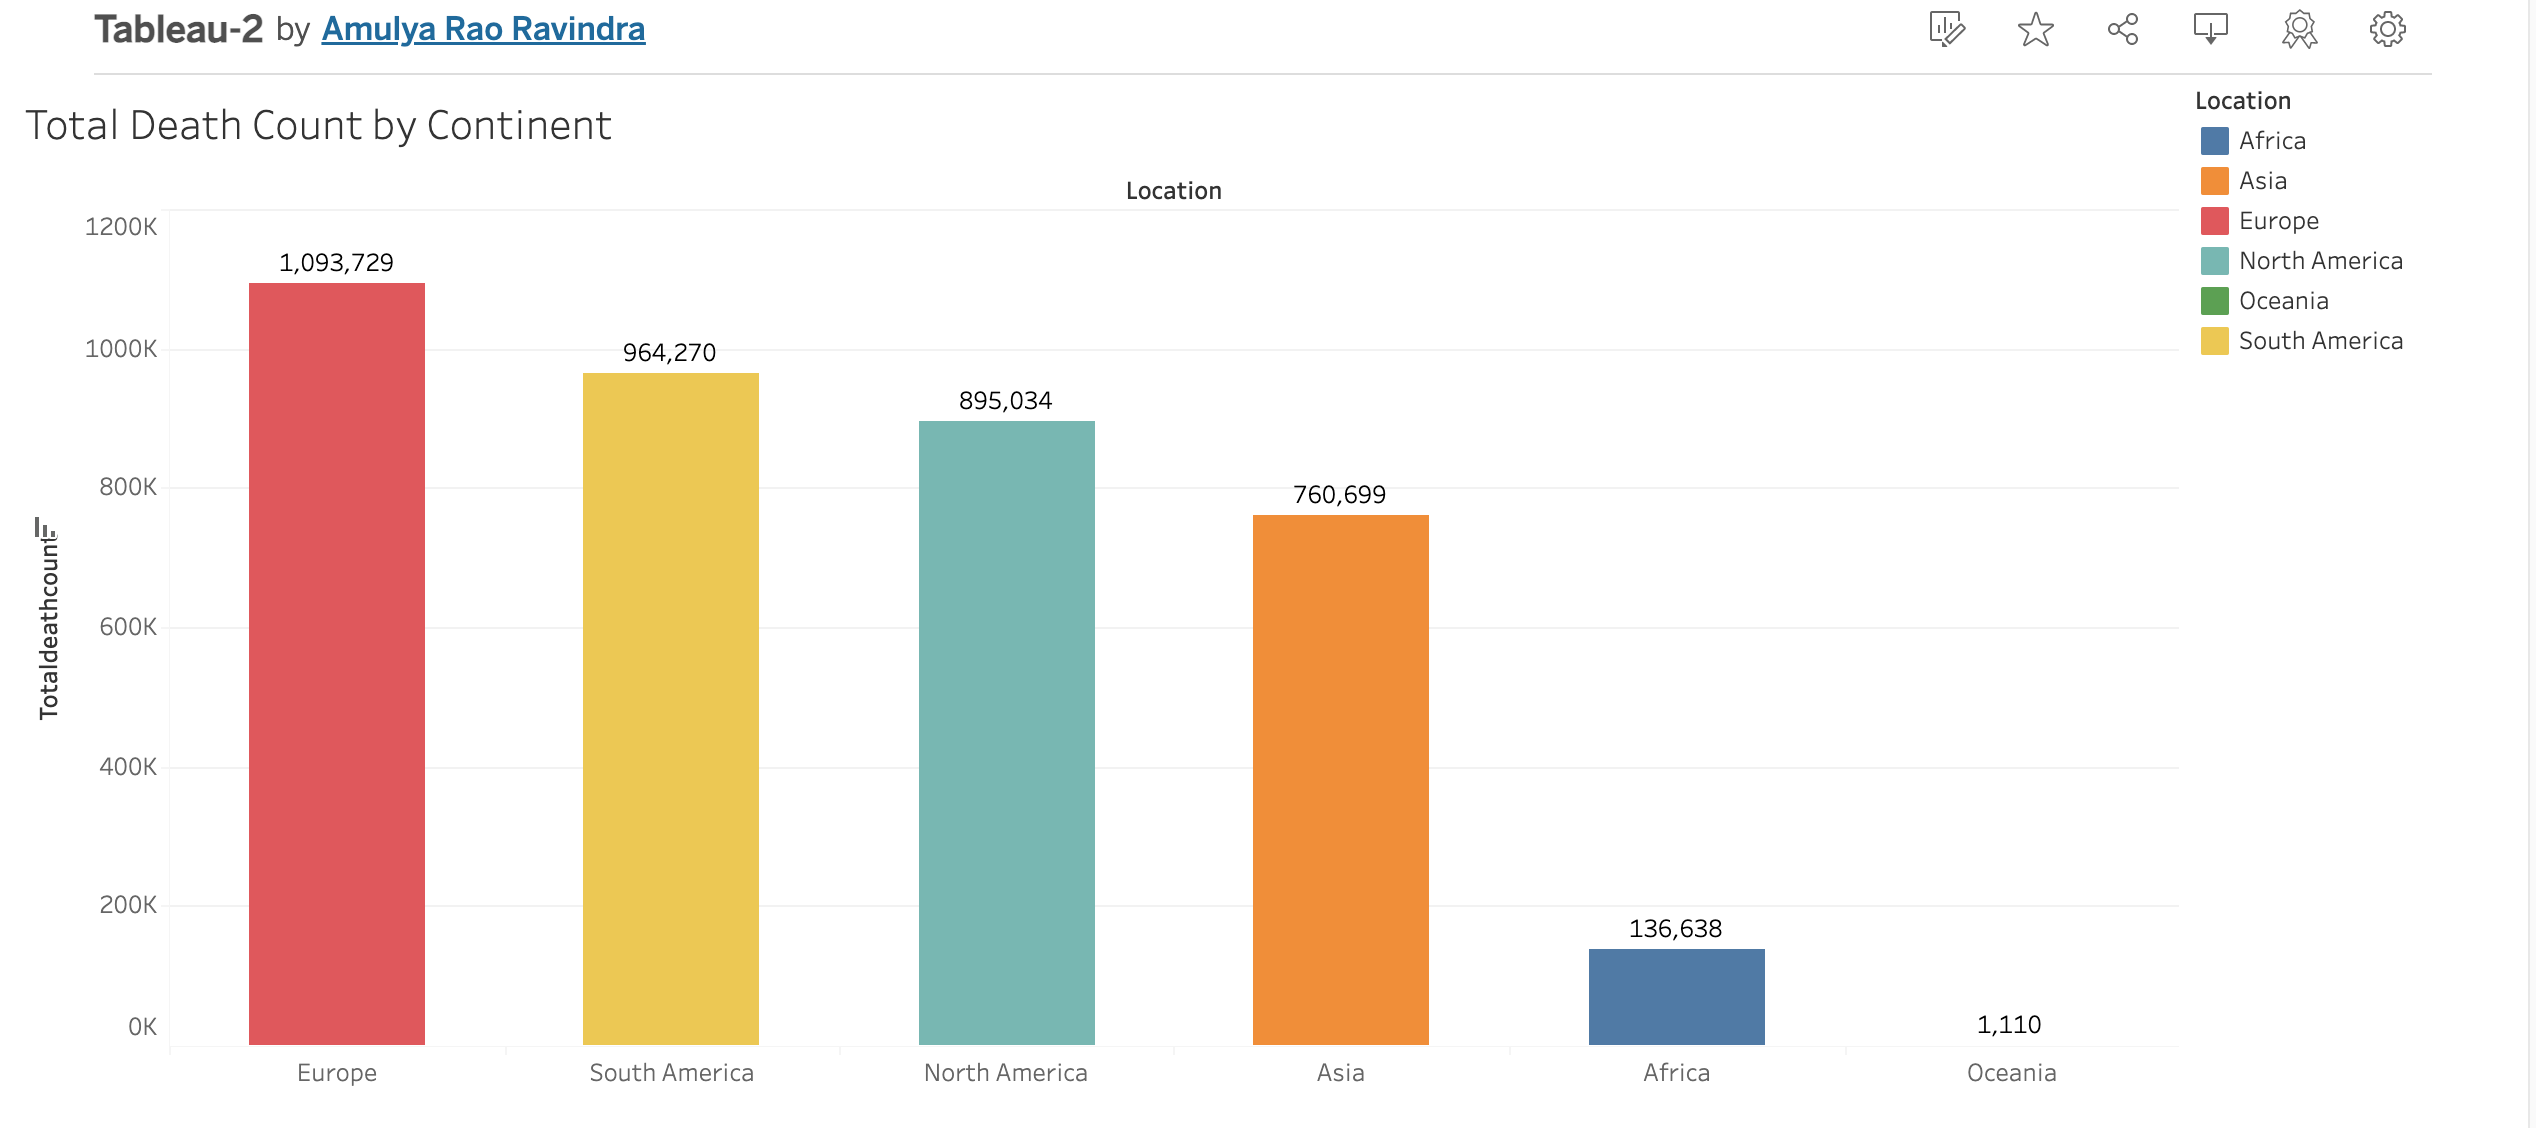 Tableau-2 by Amulya Rao Ravindra
Total Death Count by Continent
Location
Africa
Asia
Europe
North America
Oceania
South America
Location
Totaldeathcount
1200K
1000K
800K
600K
400K
200K
0K
1,093,729
964,270
895,034
760,699
136,638
1,110
Europe
South America
North America
Asia
Africa
Oceania